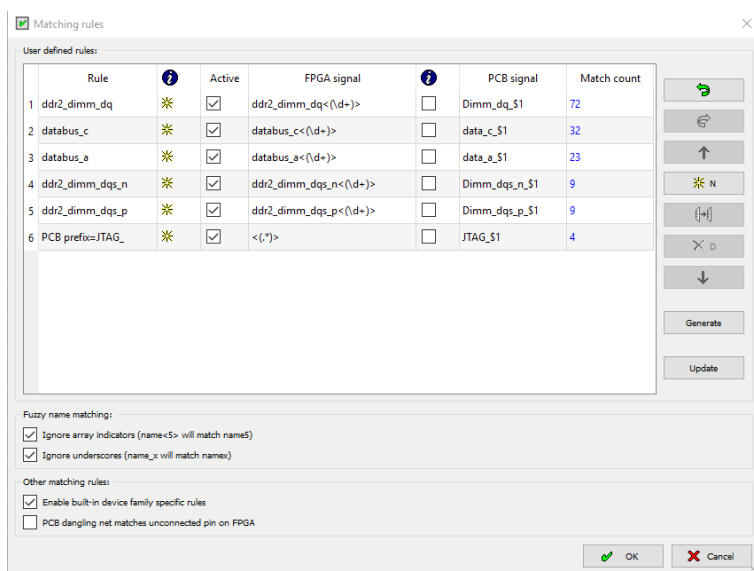 Matching rules
User defined rules:
Rule Active FPGA signal PCB signal Match count
1 ddr2_dimm_dq ddr2_dimm_dq<(\d+)> Dimm_dq_$1 72
2 databus_c databus_c<(\d+)> data_c_$1 32
3 databus_a databus_a<(\d+)> data_a_$1 23
4 ddr2_dimm_dqs_n ddr2_dimm_dqs_n<(\d+)> Dimm_dqs_n_$1 9
5 ddr2_dimm_dqs_p ddr2_dimm_dqs_p<(\d+)> Dimm_dqs_p_$1 9
6 PCB prefix=JTAG_ <(.*)> JTAG_$1 4
N
D
Generate
Update
Fuzzy name matching:
Ignore array indicators (name<5> will match name5)
Ignore underscores (name_x will match namex)
Other matching rules:
Enable built-in device family specific rules
PCB dangling net matches unconnected pin on FPGA
OK Cancel